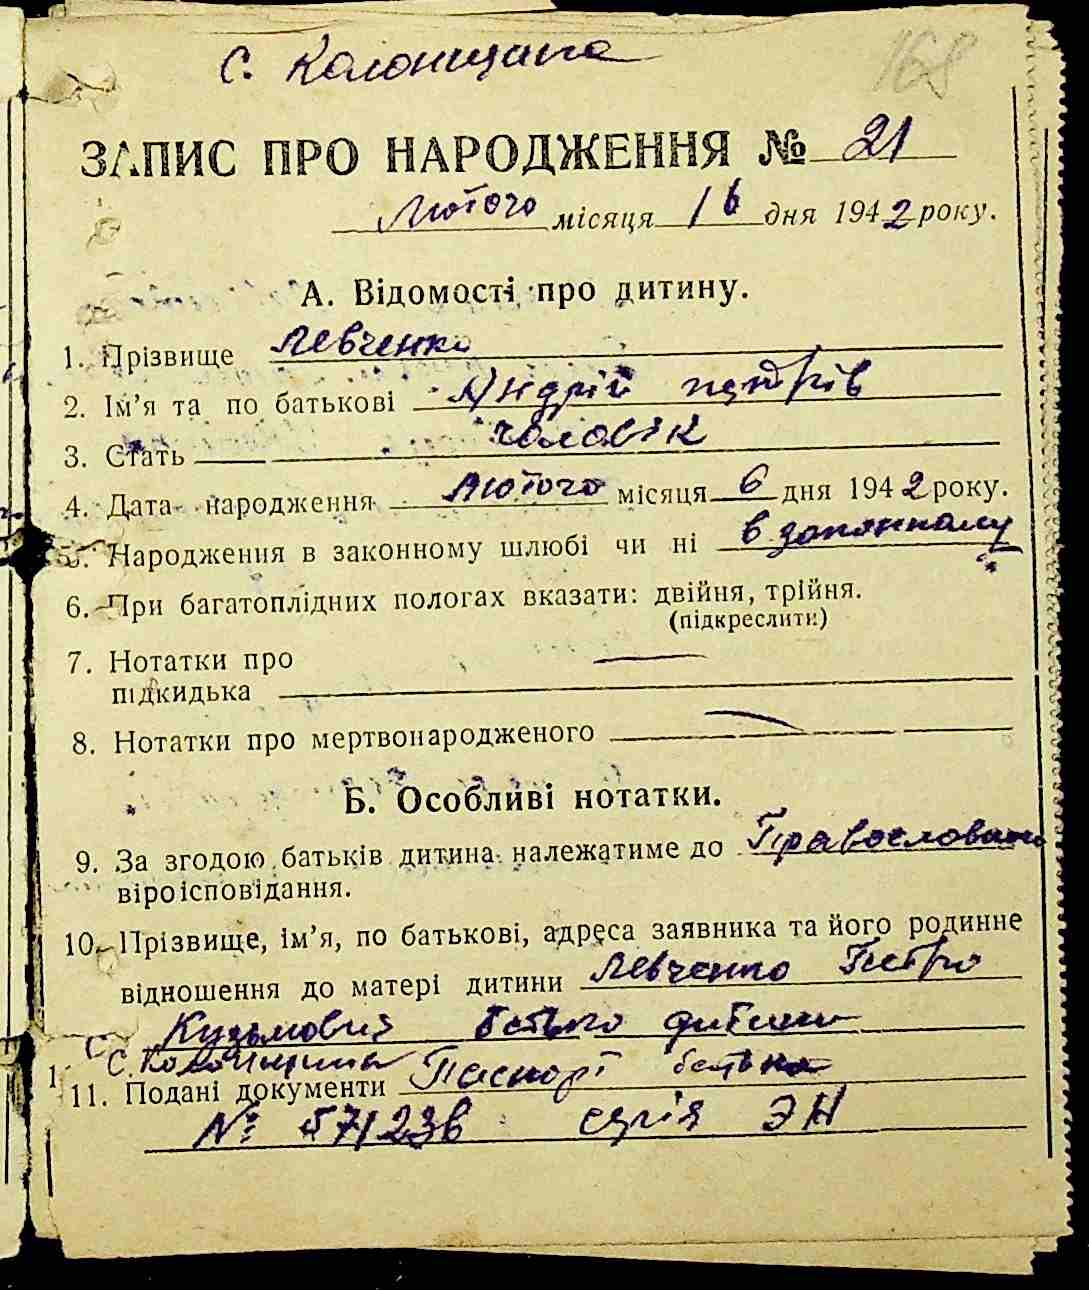 с. Колонщина
168
ЗАПИС ПРО НАРОДЖЕННЯ № 21
Лютого місяця 16 дня 1942 року.
А. Відомості про дитину.
1. Прізвище Левченко
2. Ім'я та по батькові Андрій Петрів
3. Стать чоловік
4. Дата народження Лютого місяця 6 дня 1942 року.
5. Народження в законному шлюбі чи ні в законному
6. При багатоплідних пологах вказати: двійня, трійня.
(підкреслити)
7. Нотатки про
підкидька
8. Нотатки про мертвонародженого
Б. Особливі нотатки.
9. За згодою батьків дитина належатиме до
віроісповідання.
10. Прізвище, ім'я, по батькові, адреса заявника та його родинне
відношення до матері дитини Левченко Петро
Кузьмович дитини
11. Подані документи Паспорт батька
№ серія ЭН